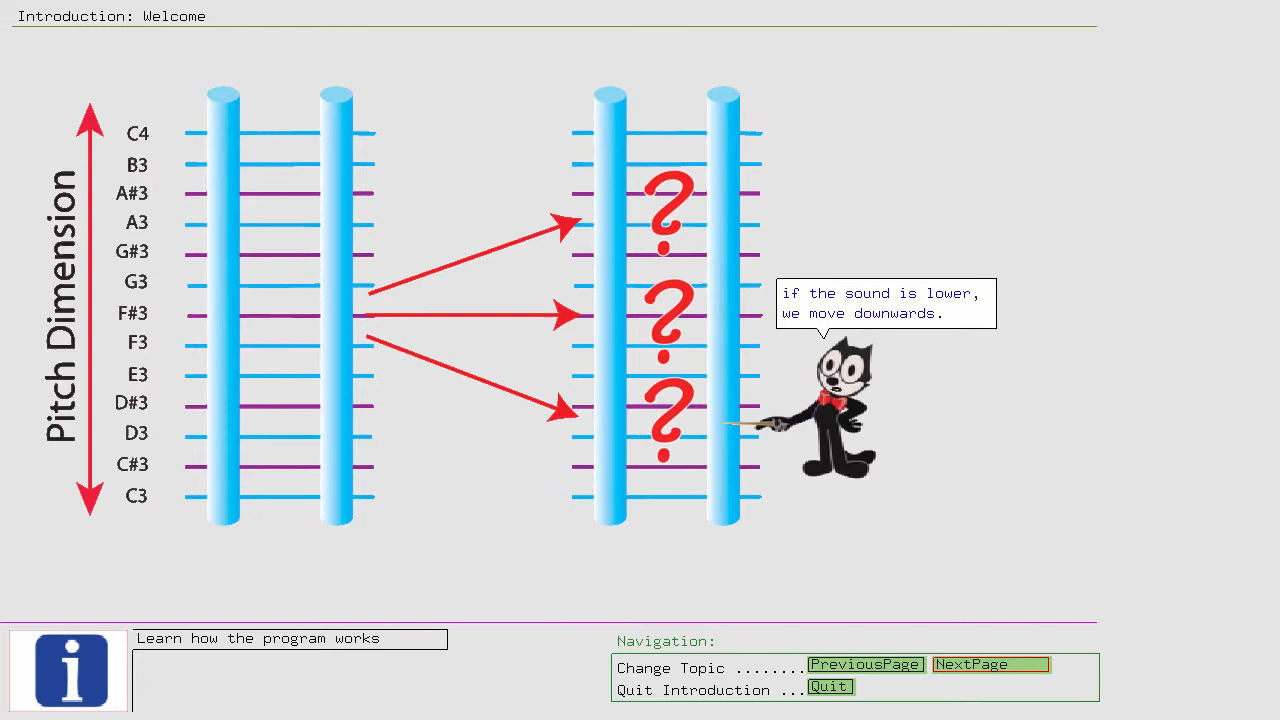 Introduction: Welcome
Pitch Dimension
C4
B3
A#3
A3
G#3
G3
F#3
F3
E3
D#3
D3
C#3
C3
?
?
?
if the sound is lower,
we move downwards.
i
Learn how the program works
Navigation:
Change Topic ........PreviousPage NextPage
Quit Introduction ...Quit